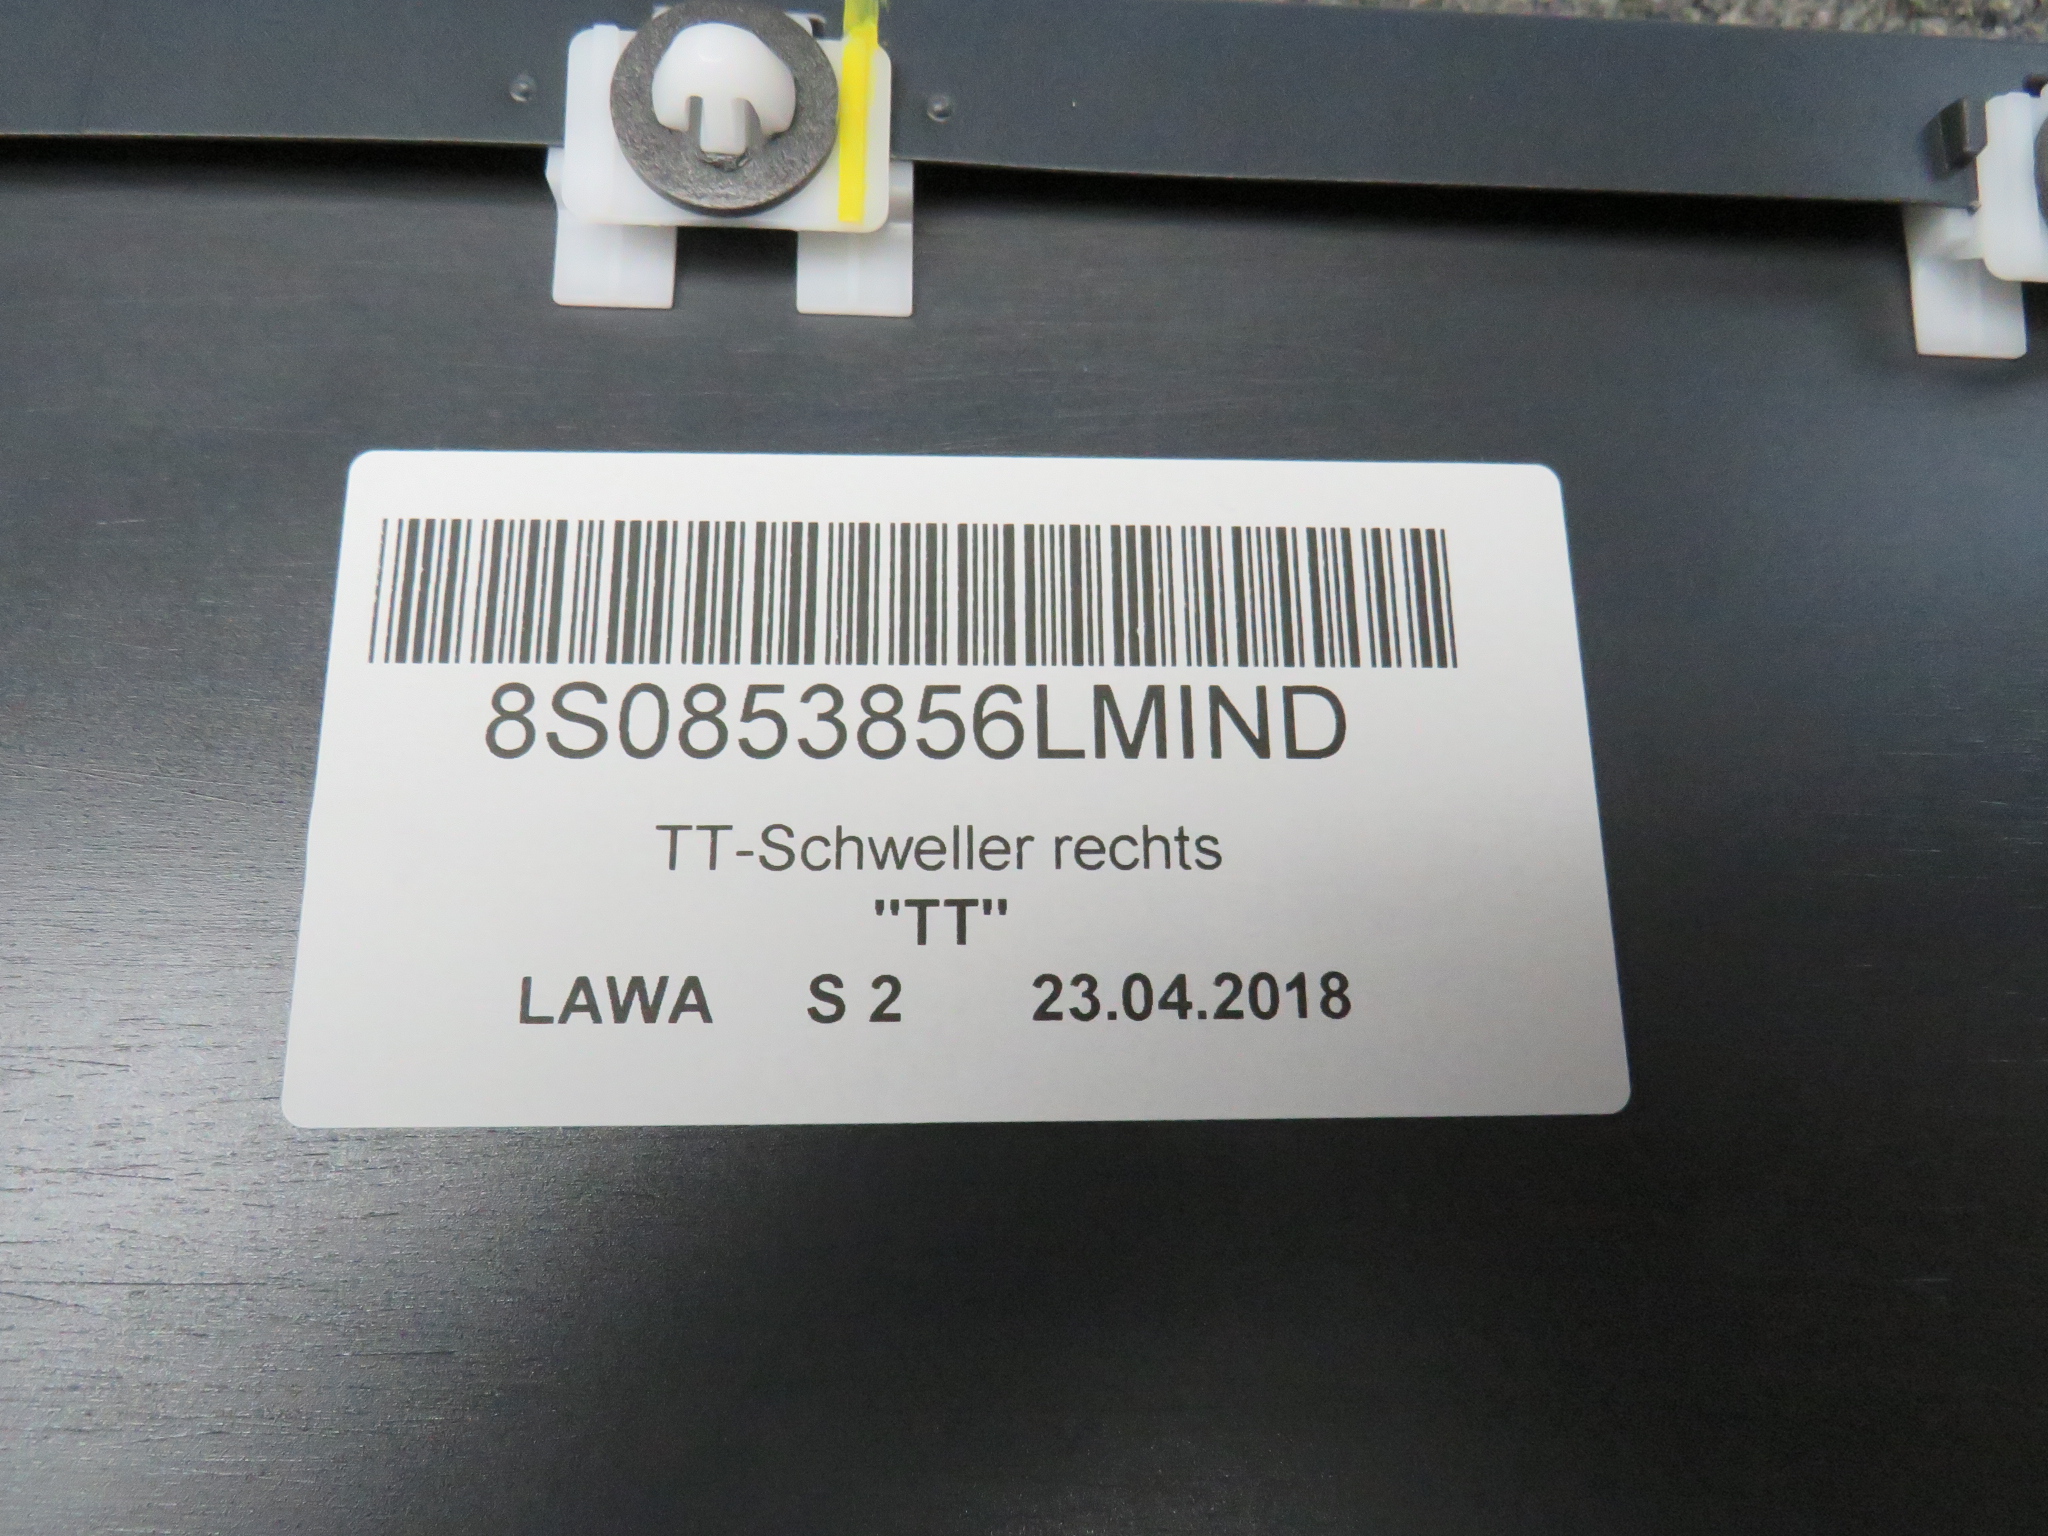 8S0853856LMIND
TT-Schweller rechts
"TT"
LAWA S 2 23.04.2018